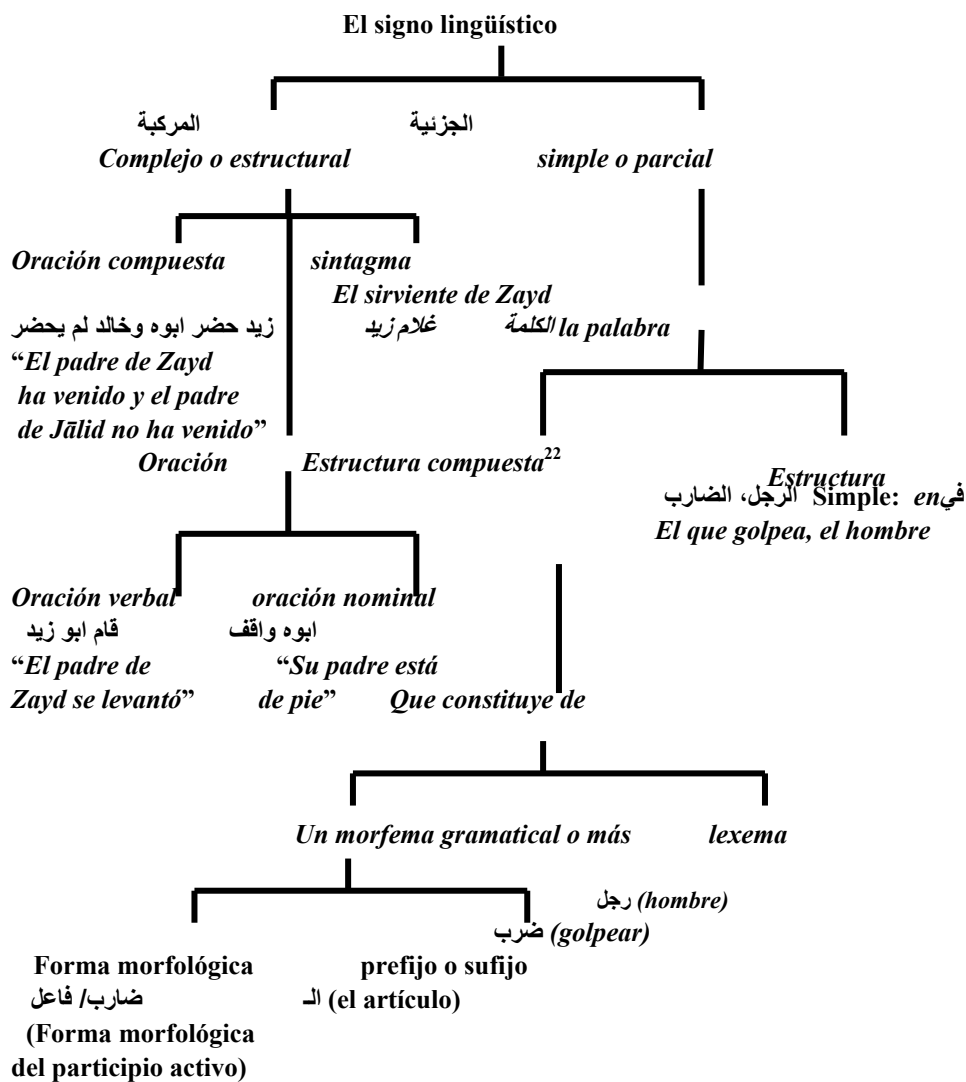 El signo lingüístico
المركبة الجزئية
Complejo o estructural simple o parcial
Oración compuesta sintagma
El sirviente de Zayd
زيد حضر ابوه وخالد لم يحضر غلام زيد الكلمة la palabra
“El padre de Zayd
ha venido y el padre
de Jālid no ha venido”
Oración Estructura compuesta22
Estructura
الرجل، الضارب Simple: en في
El que golpea, el hombre
Oración verbal oración nominal
قام ابو زيد ابوه واقف
“El padre de “Su padre está
Zayd se levantó” de pie” Que constituye de
Un morfema gramatical o más lexema
رجل (hombre)
ضرب (golpear)
Forma morfológica prefijo o sufijo
ضارب/ فاعل الـ (el artículo)
(Forma morfológica
del participio activo)